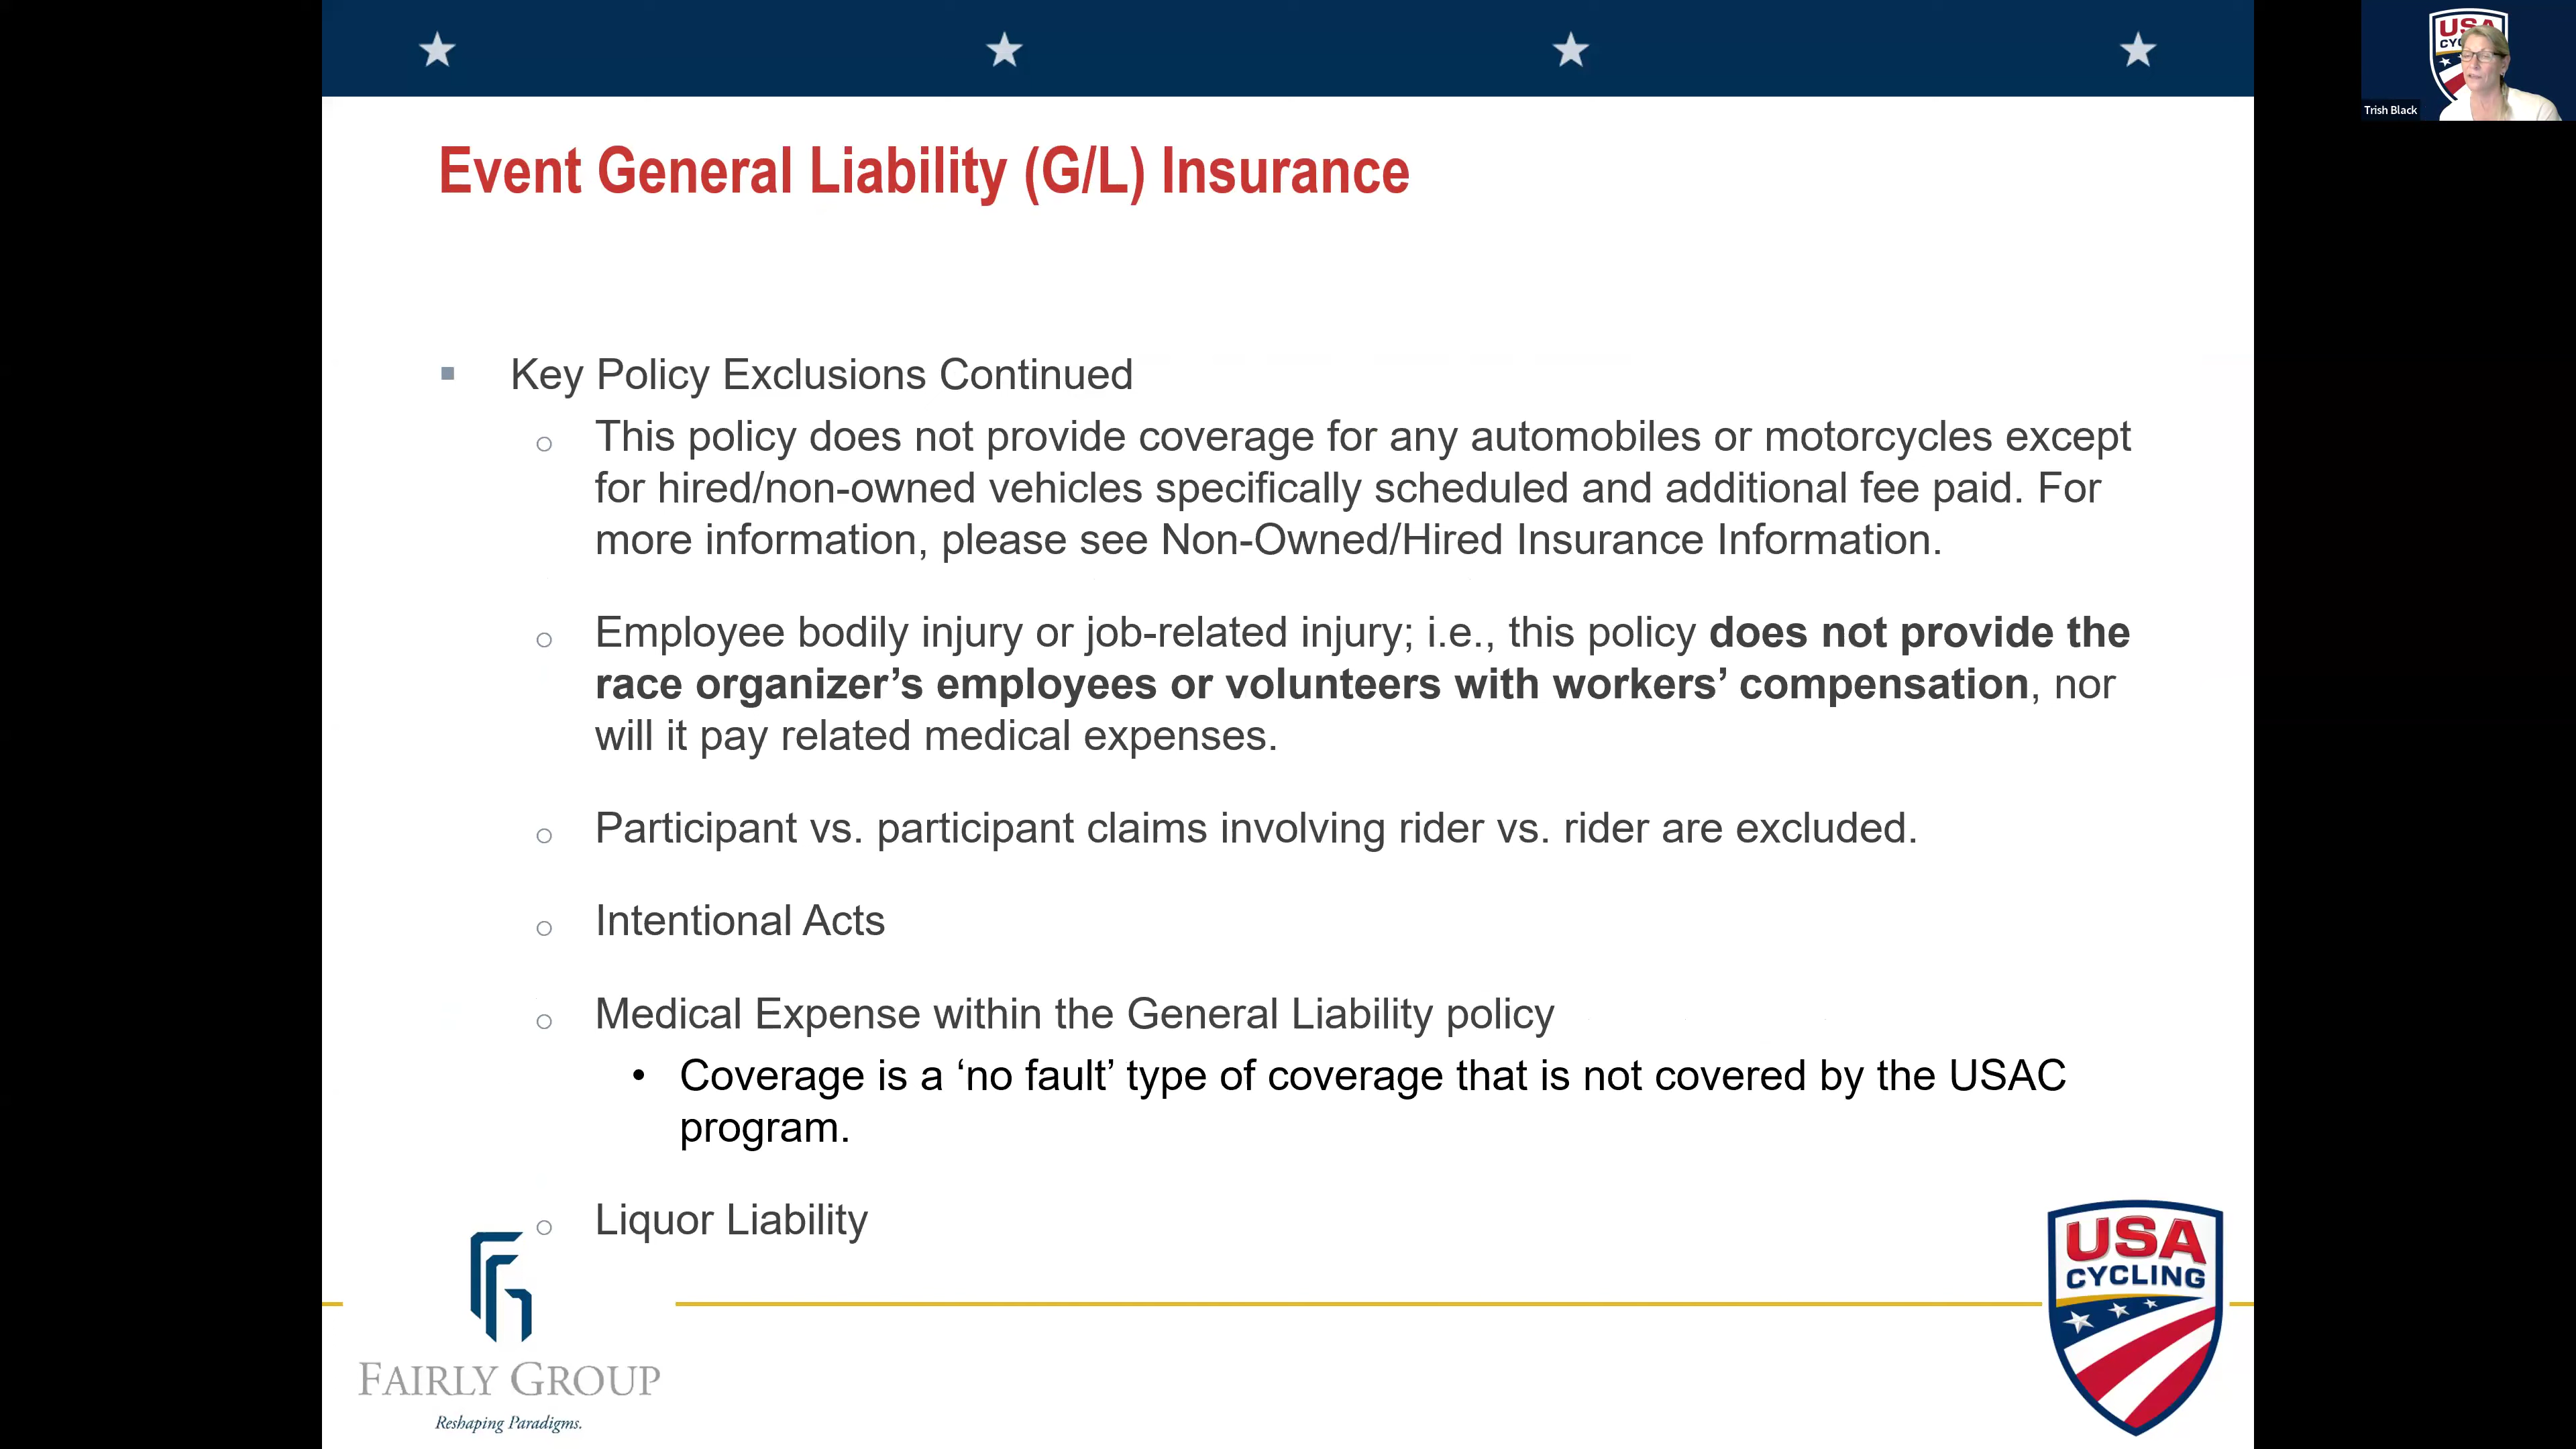 USA
CY
Trish Black
Event General Liability (G/L) Insurance
Key Policy Exclusions Continued
This policy does not provide coverage for any automobiles or motorcycles except
for hired/non-owned vehicles specifically scheduled and additional fee paid. For
more information, please see Non-Owned/Hired Insurance Information.
Employee bodily injury or job-related injury; i.e., this policy does not provide the
race organizer’s employees or volunteers with workers’ compensation, nor
will it pay related medical expenses.
Participant vs. participant claims involving rider vs. rider are excluded.
Intentional Acts
Medical Expense within the General Liability policy
• Coverage is a ‘no fault’ type of coverage that is not covered by the USAC
program.
Liquor Liability
FAIRLY GROUP
Reshaping Paradigms.
USA
CYCLING